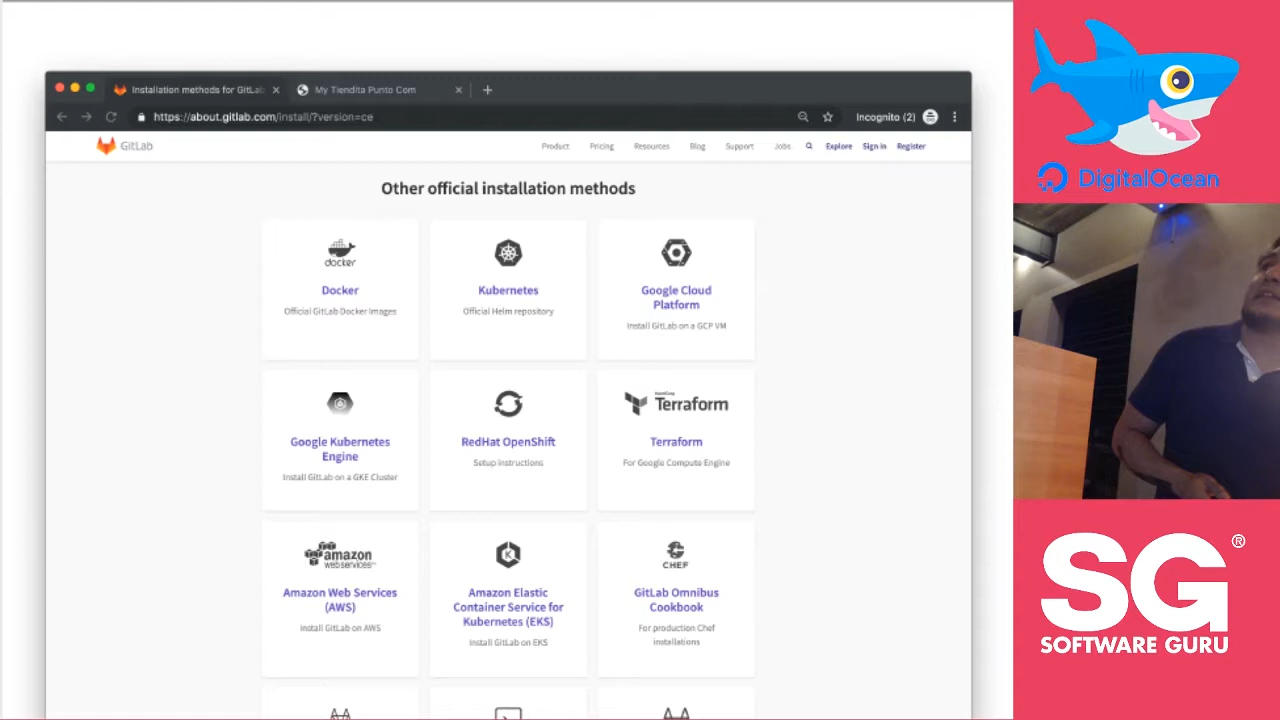 Installation methods for GitLab
My Tiendita Punto Com
https://about.gitlab.com/install/?version=ce
Incognito (2)
GitLab
Product
Pricing
Resources
Blog
Support
Jobs
Explore
Sign in
Register
Other official installation methods
docker
Docker
Official GitLab Docker Images
Kubernetes
Official Helm repository
Google Cloud
Platform
Install GitLab on a GCP VM
Google Kubernetes
Engine
Install GitLab on a GKE Cluster
RedHat OpenShift
Setup instructions
HashiCorp
Terraform
Terraform
For Google Compute Engine
amazon
webservices™
Amazon Web Services
(AWS)
Install GitLab on AWS
K
Amazon Elastic
Container Service for
Kubernetes (EKS)
Install GitLab on EKS
CHEF
GitLab Omnibus
Cookbook
For production Chef
installations
DigitalOcean
SG®
SOFTWARE GURU